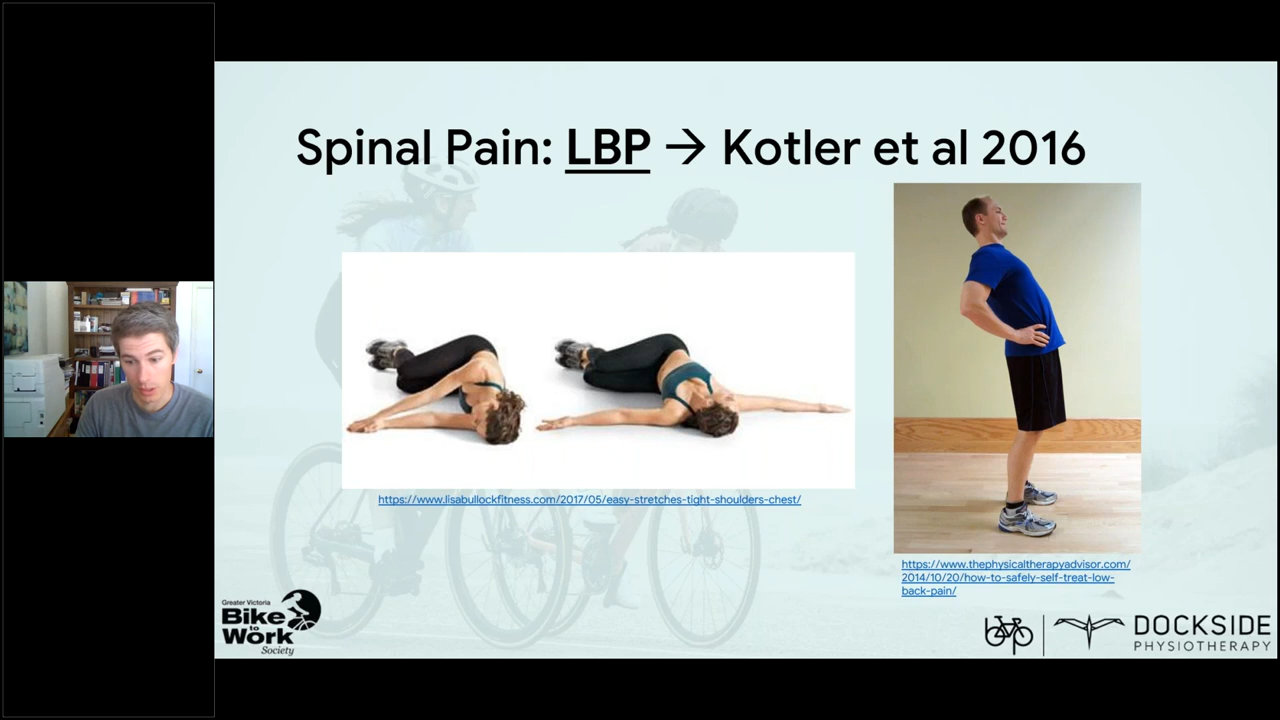 Spinal Pain: LBP → Kotler et al 2016
https://www.lisabullockfitness.com/2017/05/easy-stretches-tight-shoulders-chest/
https://www.thephysicaltherapyadvisor.com/
2014/10/20/how-to-safely-self-treat-low-
back-pain/
Greater Victoria
Bike
to
Work
Society
DOCKSIDE
PHYSIOTHERAPY